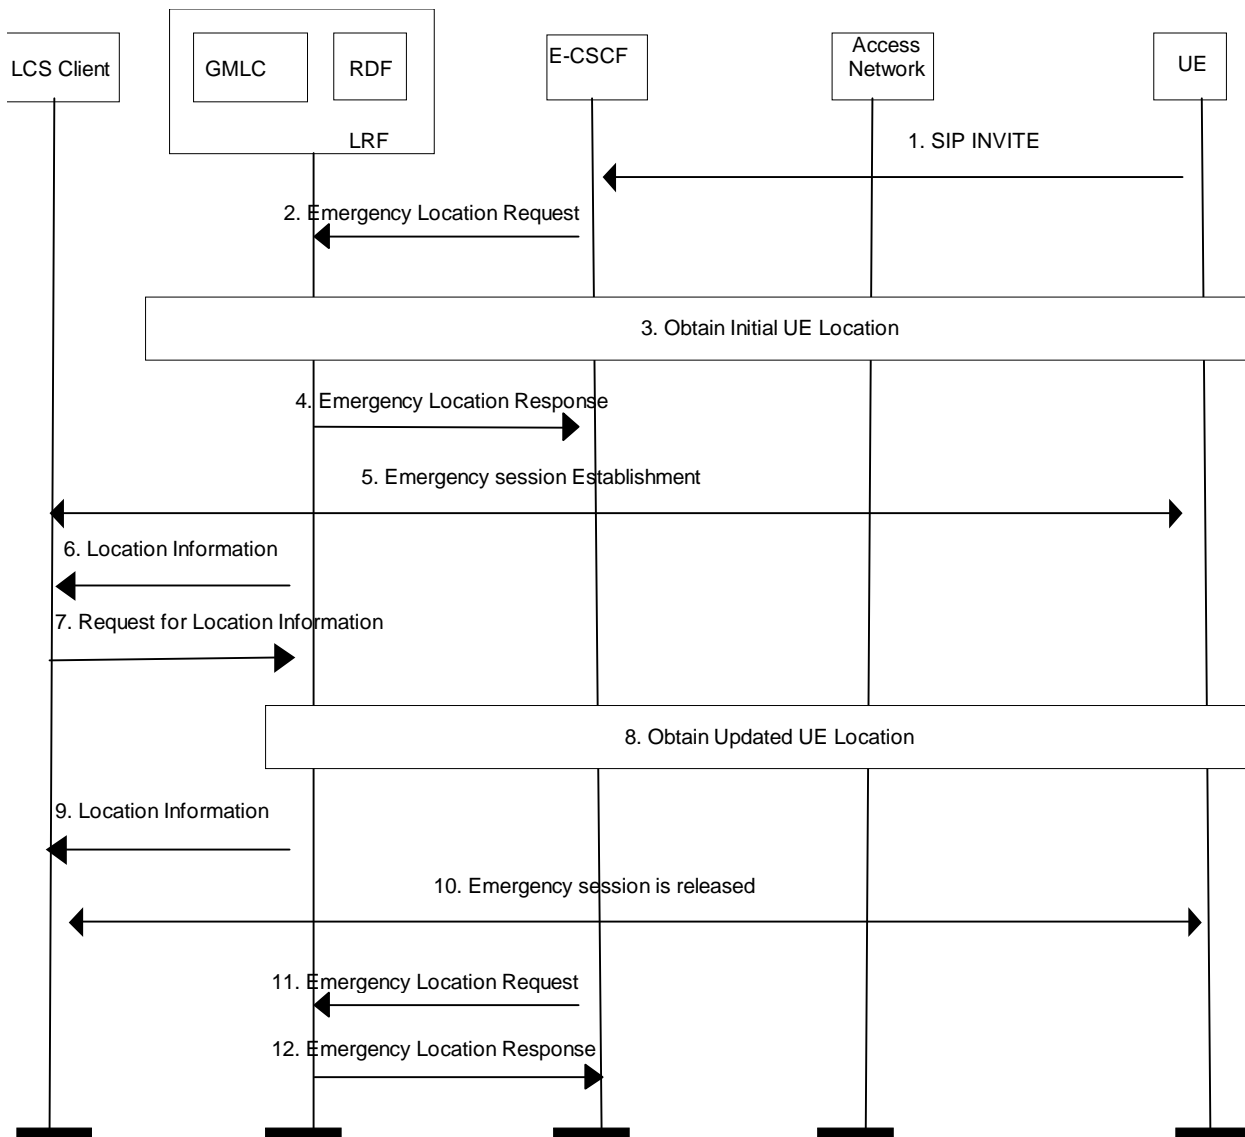 LCS Client
GMLC
RDF
LRF
E-CSCF
Access
Network
UE
1. SIP INVITE
2. Emergency Location Request
3. Obtain Initial UE Location
4. Emergency Location Response
5. Emergency session Establishment
6. Location Information
7. Request for Location Information
8. Obtain Updated UE Location
9. Location Information
10. Emergency session is released
11. Emergency Location Request
12. Emergency Location Response